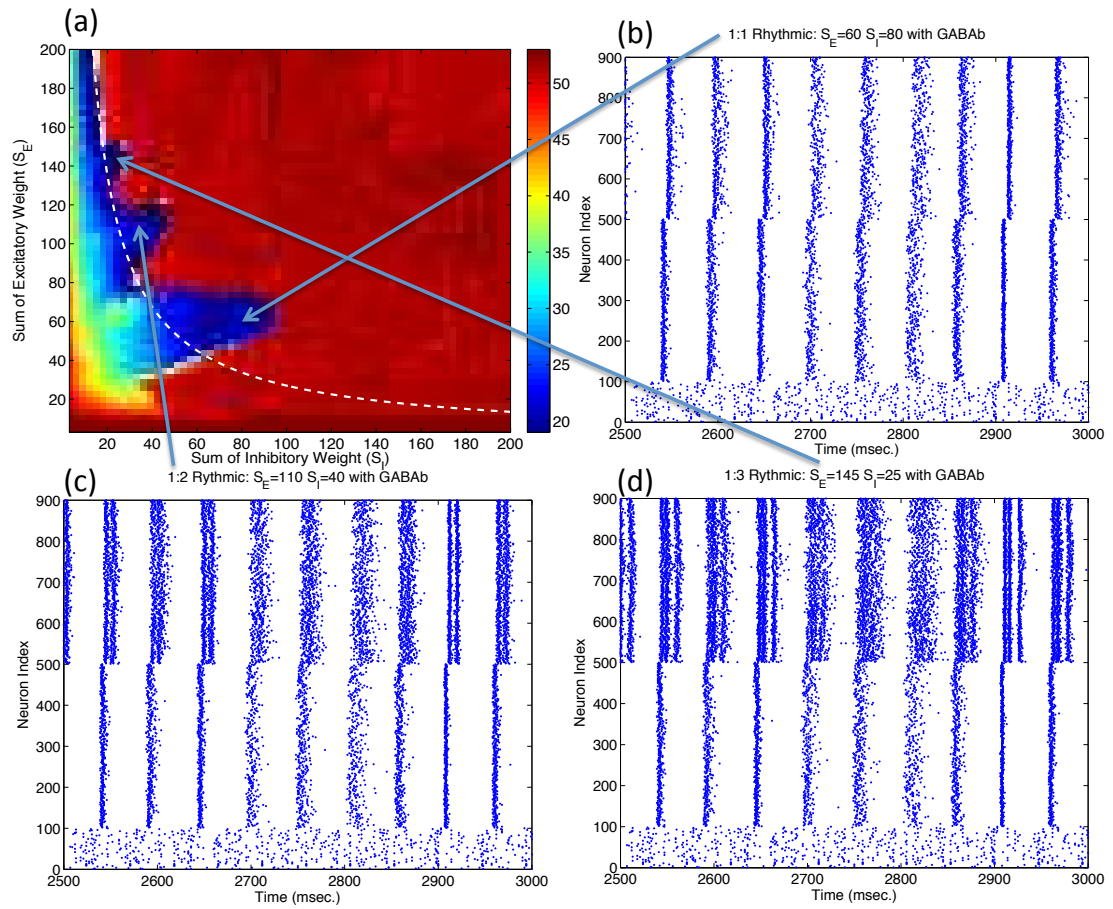 (a)
200
180
160
140
120
100
80
60
40
20
Sum of Excitatory Weight (S_E)
20 40 60 80 100 120 140 160 180 200
Sum of Inhibitory Weight (S_I)
50
45
40
35
30
25
20
(b)
1:1 Rhythmic: S_E=60 S_I=80 with GABAb
900
800
700
600
500
400
300
200
100
0
Neuron Index
2500 2600 2700 2800 2900 3000
Time (msec.)
(c)
1:2 Rythmic: S_E=110 S_I=40 with GABAb
900
800
700
600
500
400
300
200
100
0
Neuron Index
2500 2600 2700 2800 2900 3000
Time (msec.)
(d)
1:3 Rythmic: S_E=145 S_I=25 with GABAb
900
800
700
600
500
400
300
200
100
0
Neuron Index
2500 2600 2700 2800 2900 3000
Time (msec.)